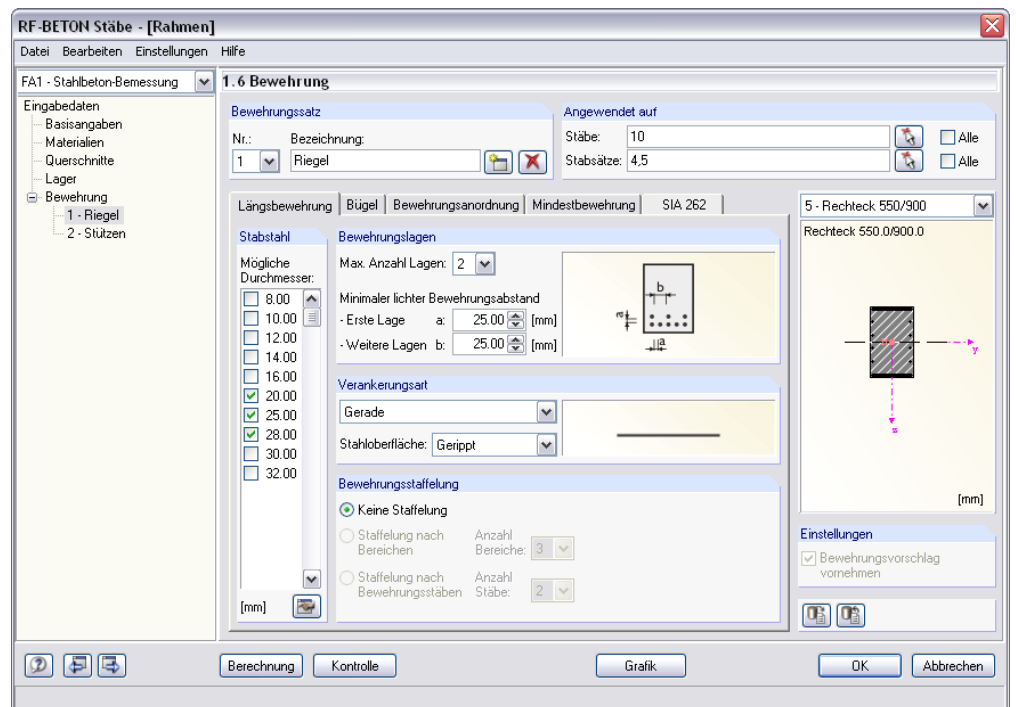 RF-BETON Stäbe - [Rahmen]
Datei Bearbeiten Einstellungen Hilfe
FA1 - Stahlbeton-Bemessung
Eingabedaten
Basisangaben
Materialien
Querschnitte
Lager
Bewehrung
1 - Riegel
2 - Stützen
1.6 Bewehrung
Bewehrungssatz
Nr.: Bezeichnung:
1 Riegel
Angewendet auf
Stäbe: 10 Alle
Stabsätze: 4,5 Alle
Längsbewehrung Bügel Bewehrungsanordnung Mindestbewehrung SIA 262
Stabstahl
Mögliche
Durchmesser:
8.00
10.00
12.00
14.00
16.00
20.00
25.00
28.00
30.00
32.00
[mm]
Bewehrungslagen
Max. Anzahl Lagen: 2
Minimaler lichter Bewehrungsabstand
- Erste Lage a: 25.00 [mm]
- Weitere Lagen b: 25.00 [mm]
b
a
a
Verankerungsart
Gerade
Stahloberfläche: Gerippt
Bewehrungsstaffelung
Keine Staffelung
Staffelung nach Bereichen
Anzahl Bereiche: 3
Staffelung nach Bewehrungsstäben
Anzahl Stäbe: 2
5 - Rechteck 550/900
Rechteck 550.0/900.0
y
z
[mm]
Einstellungen
Bewehrungsvorschlag
vornehmen
Berechnung Kontrolle Grafik OK Abbrechen